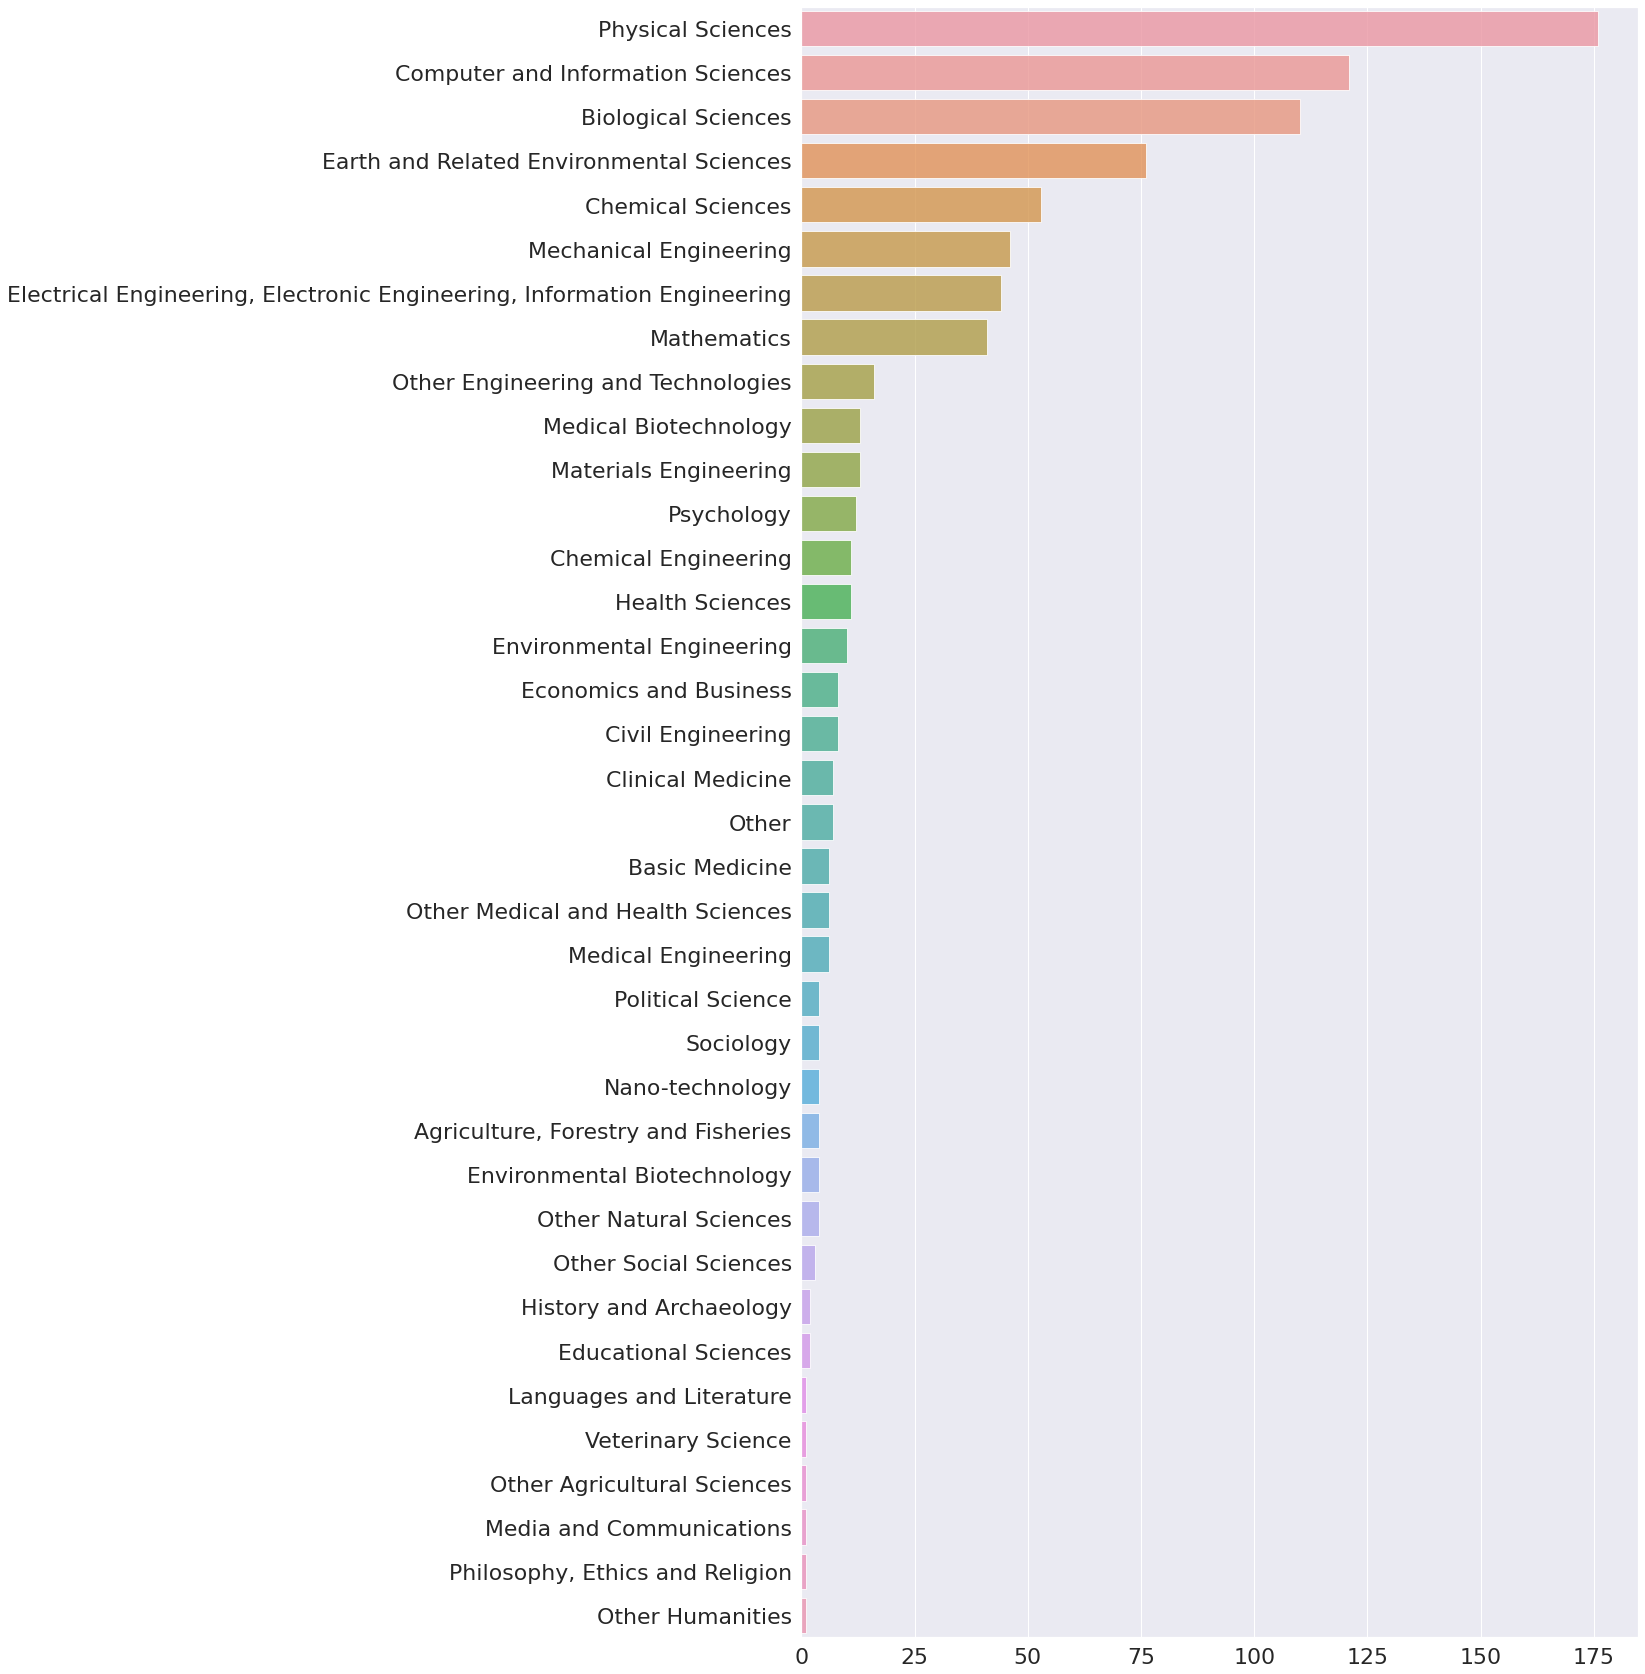 Physical Sciences
Computer and Information Sciences
Biological Sciences
Earth and Related Environmental Sciences
Chemical Sciences
Mechanical Engineering
Electrical Engineering, Electronic Engineering, Information Engineering
Mathematics
Other Engineering and Technologies
Medical Biotechnology
Materials Engineering
Psychology
Chemical Engineering
Health Sciences
Environmental Engineering
Economics and Business
Civil Engineering
Clinical Medicine
Other
Basic Medicine
Other Medical and Health Sciences
Medical Engineering
Political Science
Sociology
Nano-technology
Agriculture, Forestry and Fisheries
Environmental Biotechnology
Other Natural Sciences
Other Social Sciences
History and Archaeology
Educational Sciences
Languages and Literature
Veterinary Science
Other Agricultural Sciences
Media and Communications
Philosophy, Ethics and Religion
Other Humanities
0 25 50 75 100 125 150 175